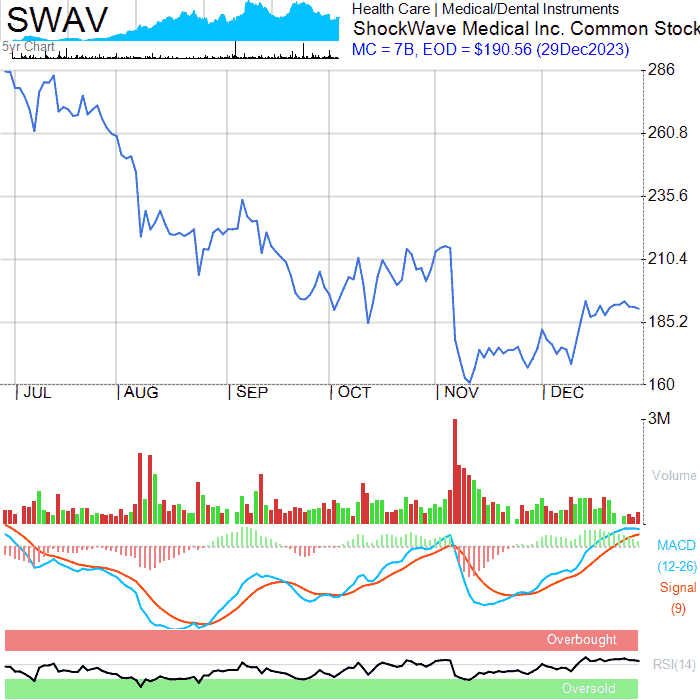 SWAV
5yr Chart
Health Care | Medical/Dental Instruments
ShockWave Medical Inc. Common Stock
MC = 7B, EOD = $190.56 (29Dec2023)
286
260.8
235.6
210.4
185.2
160
JUL AUG SEP OCT NOV DEC
3M
Volume
MACD
(12-26)
Signal
(9)
Overbought
RSI(14)
Oversold